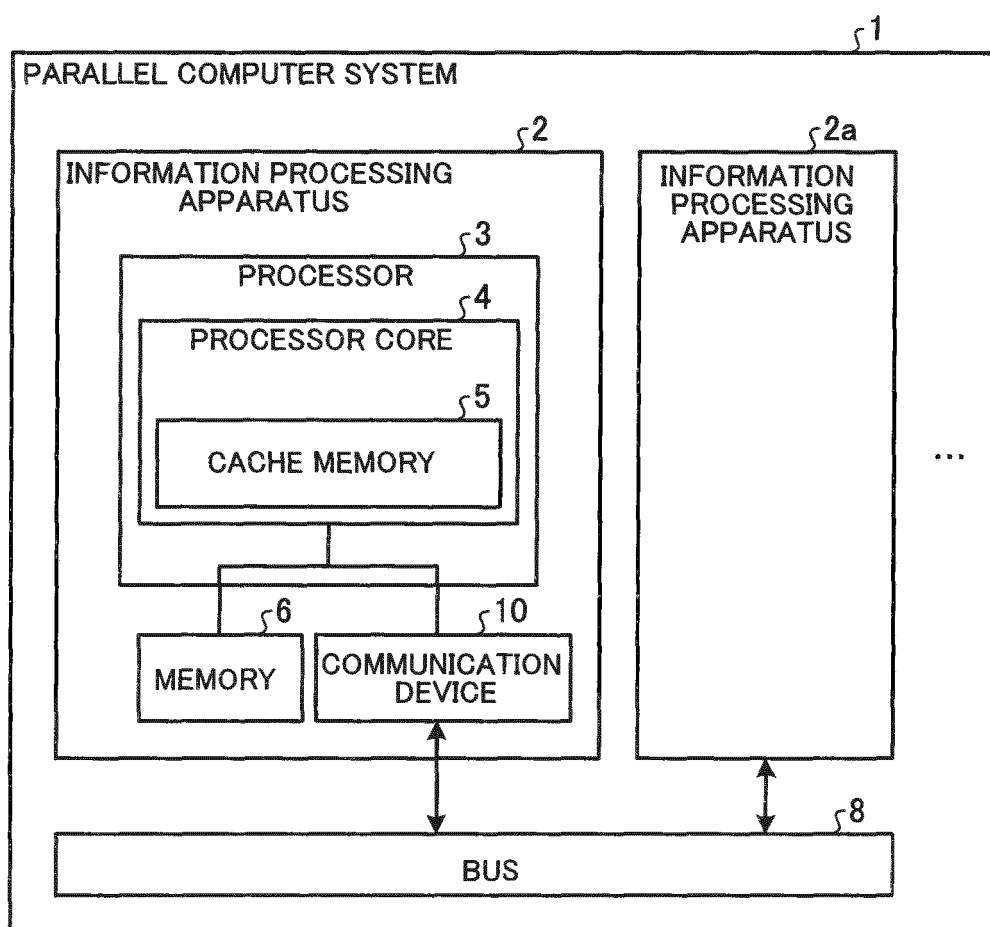 1
PARALLEL COMPUTER SYSTEM
2
INFORMATION PROCESSING
APPARATUS
2a
INFORMATION
PROCESSING
APPARATUS
3
PROCESSOR
4
PROCESSOR CORE
5
CACHE MEMORY
...
6
MEMORY
10
COMMUNICATION
DEVICE
8
BUS